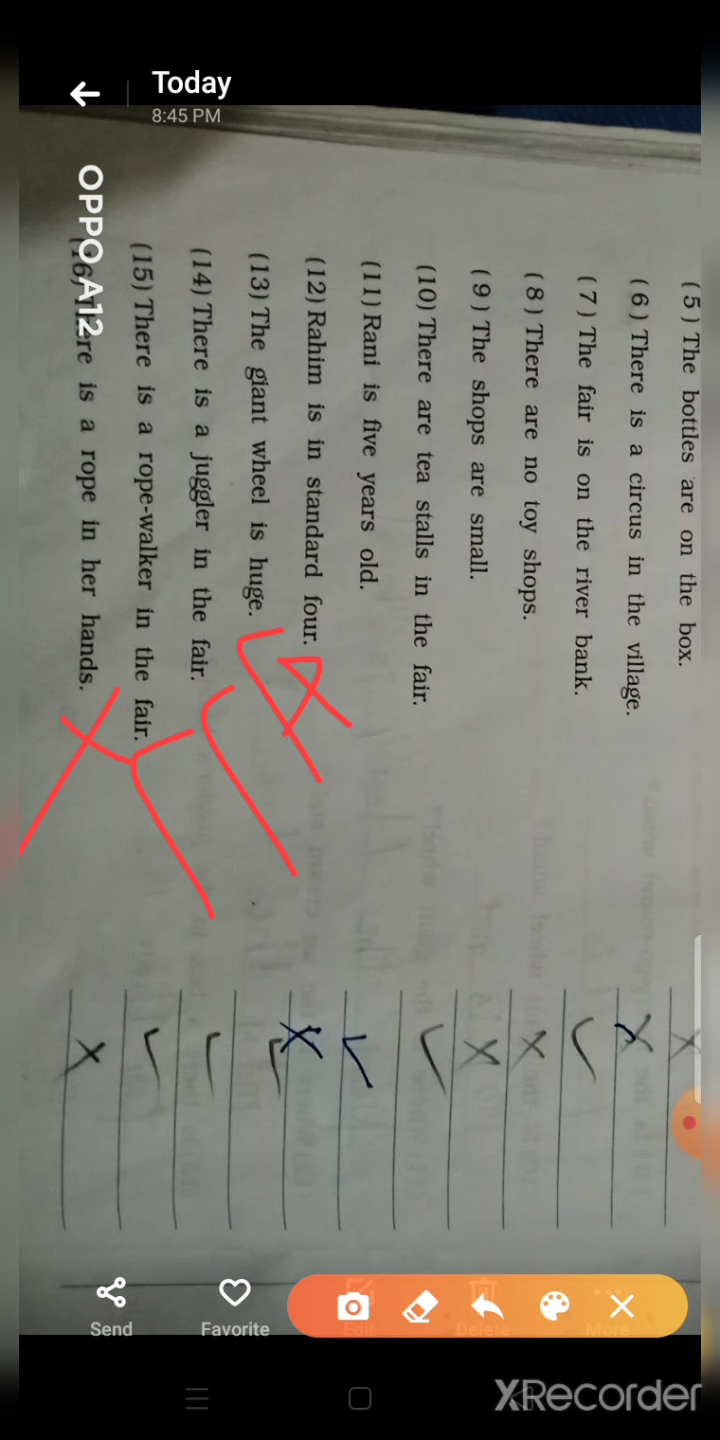 Today
8:45 PM
(5) The bottles are on the box.
(6) There is a circus in the village.
(7) The fair is on the river bank.
(8) There are no toy shops.
(9) The shops are small.
(10) There are tea stalls in the fair.
(11) Rani is five years old.
(12) Rahim is in standard four.
(13) The giant wheel is huge.
(14) There is a juggler in the fair.
(15) There is a rope-walker in the fair.
(16) There is a rope in her hands.
OPPO A12
Send
Favorite
Edit
Delete
More
XRecorder